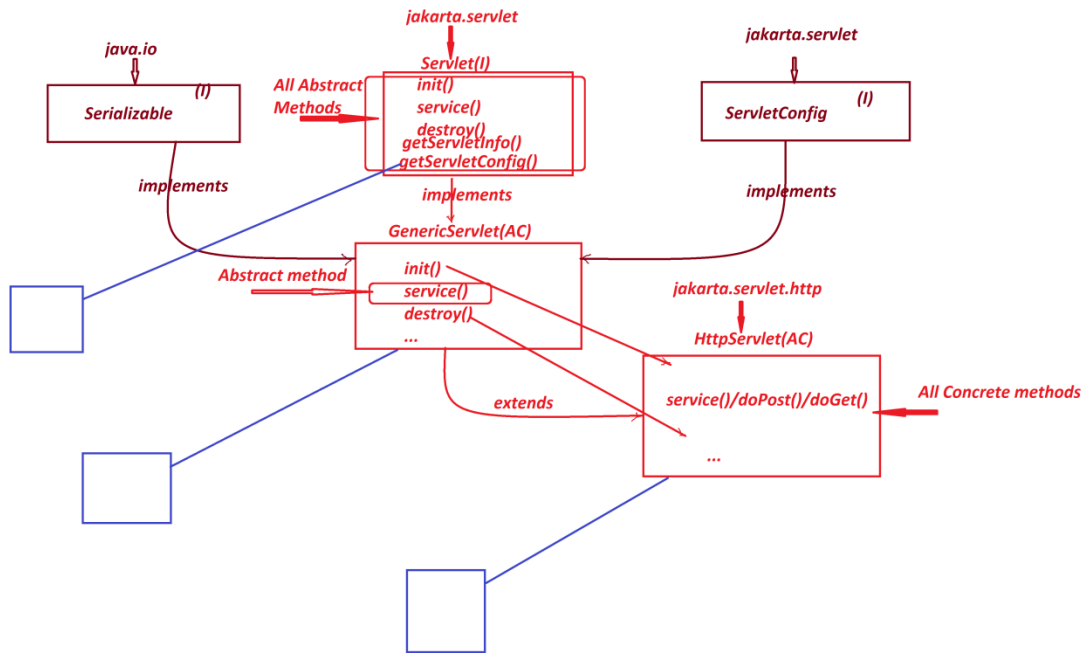 jakarta.servlet
java.io
jakarta.servlet
Servlet(I)
(I)
Serializable
All Abstract
Methods
init()
service()
destroy()
getServletInfo()
getServletConfig()
(I)
ServletConfig
implements
implements
implements
GenericServlet(AC)
Abstract method
init()
service()
destroy()
...
jakarta.servlet.http
HttpServlet(AC)
extends
service()/doPost()/doGet()
...
All Concrete methods